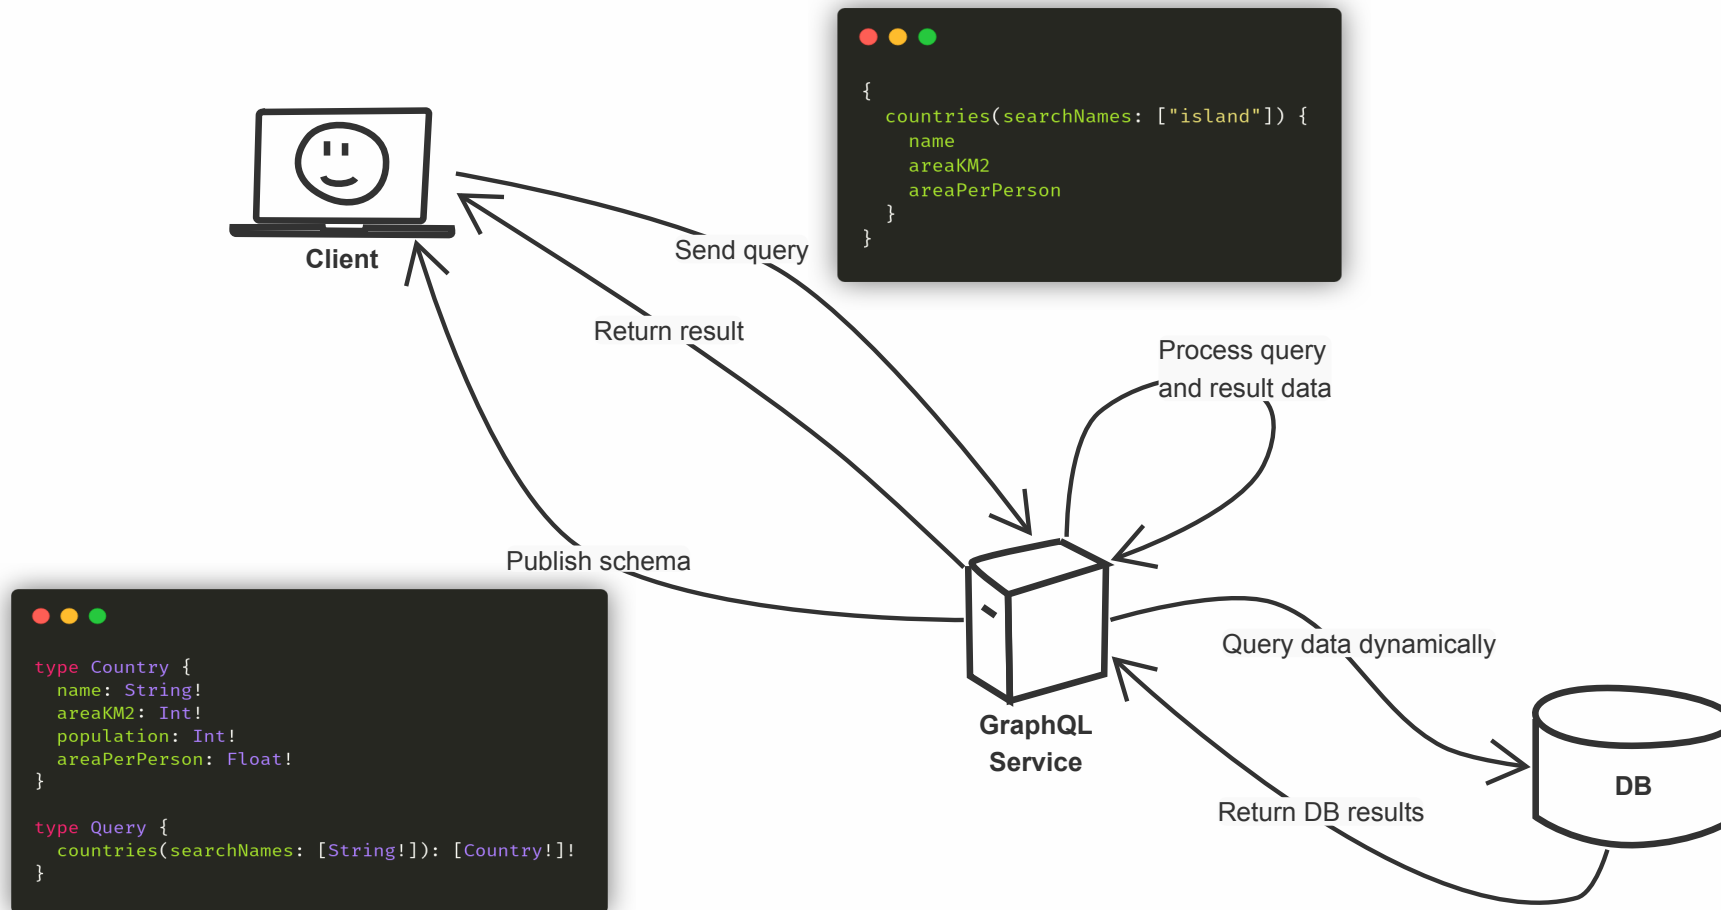 {
  countries(searchNames: ["island"]) {
    name
    areaKM2
    areaPerPerson
  }
}
Client
Send query
Return result
Process query
and result data
Publish schema
type Country {
  name: String!
  areaKM2: Int!
  population: Int!
  areaPerPerson: Float!
}
type Query {
  countries(searchNames: [String!]): [Country!]!
}
Query data dynamically
GraphQL
Service
DB
Return DB results